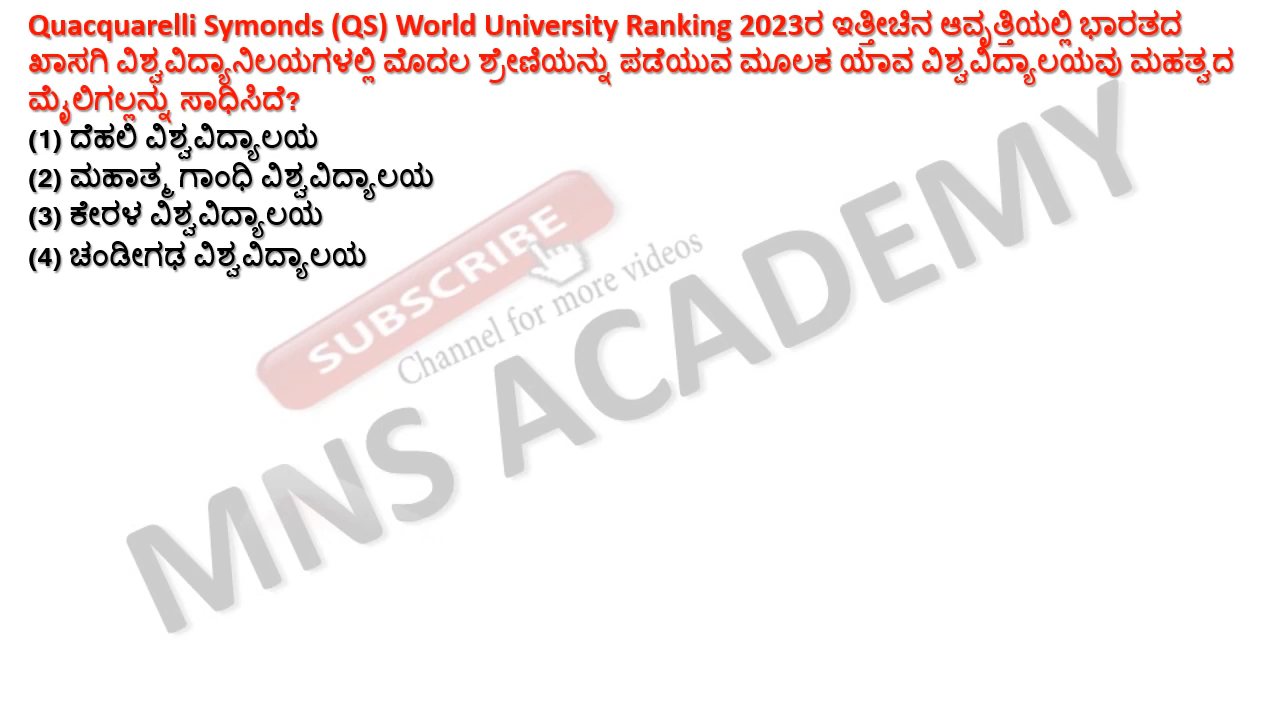 Quacquarelli Symonds (QS) World University Ranking 2023ರ ಇತ್ತೀಚಿನ ಆವೃತ್ತಿಯಲ್ಲಿ ಭಾರತದ
ಖಾಸಗಿ ವಿಶ್ವವಿದ್ಯಾನಿಲಯಗಳಲ್ಲಿ ಮೊದಲ ಶ್ರೇಣಿಯನ್ನು ಪಡೆಯುವ ಮೂಲಕ ಯಾವ ವಿಶ್ವವಿದ್ಯಾಲಯವು ಮಹತ್ವದ
ಮೈಲಿಗಲ್ಲನ್ನು ಸಾಧಿಸಿದೆ?
(1) ದೆಹಲಿ ವಿಶ್ವವಿದ್ಯಾಲಯ
(2) ಮಹಾತ್ಮ ಗಾಂಧಿ ವಿಶ್ವವಿದ್ಯಾಲಯ
(3) ಕೇರಳ ವಿಶ್ವವಿದ್ಯಾಲಯ
(4) ಚಂಡೀಗಢ ವಿಶ್ವವಿದ್ಯಾಲಯ
SUBSCRIBE
Channel for more videos
MNS ACADEMY